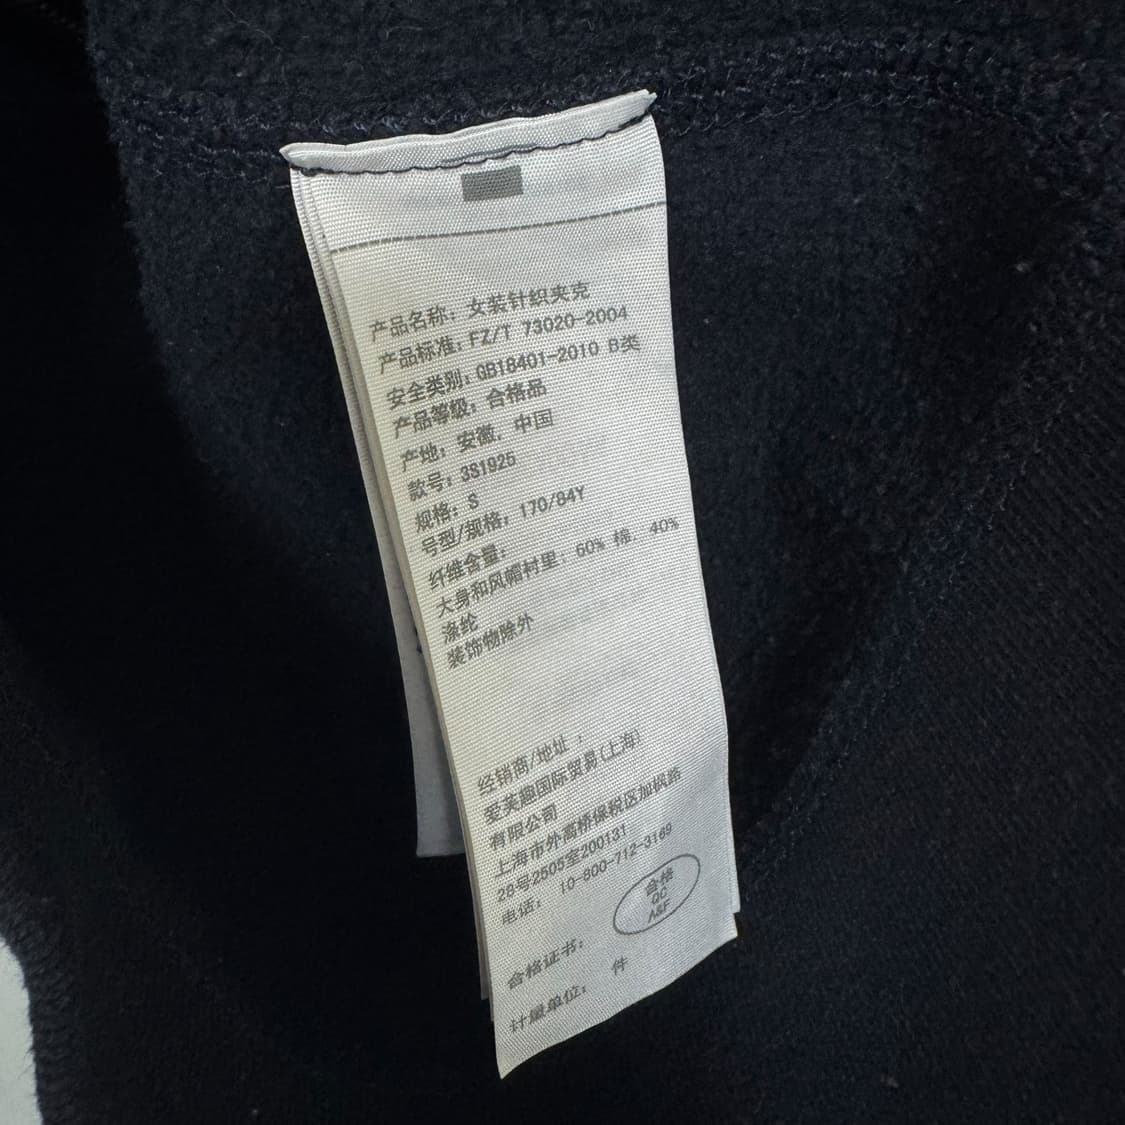 产品名称: 女装针织夹克
产品标准: FZ/T 73020-2004
安全类别: GB18401-2010 B类
产品等级: 合格品
产地: 安徽, 中国
款号: 3S1925
规格: S
号型/规格: 170/84Y
纤维含量:
大身和风帽衬里: 60% 棉, 40%
涤纶
装饰物除外
经销商/地址:
爱芙趣国际贸易(上海)
有限公司
上海市外高桥保税区加枫路
28号2505室200131
电话: 10-800-712-3169
合格
QC
A&F
合格证书:
计量单位: 件